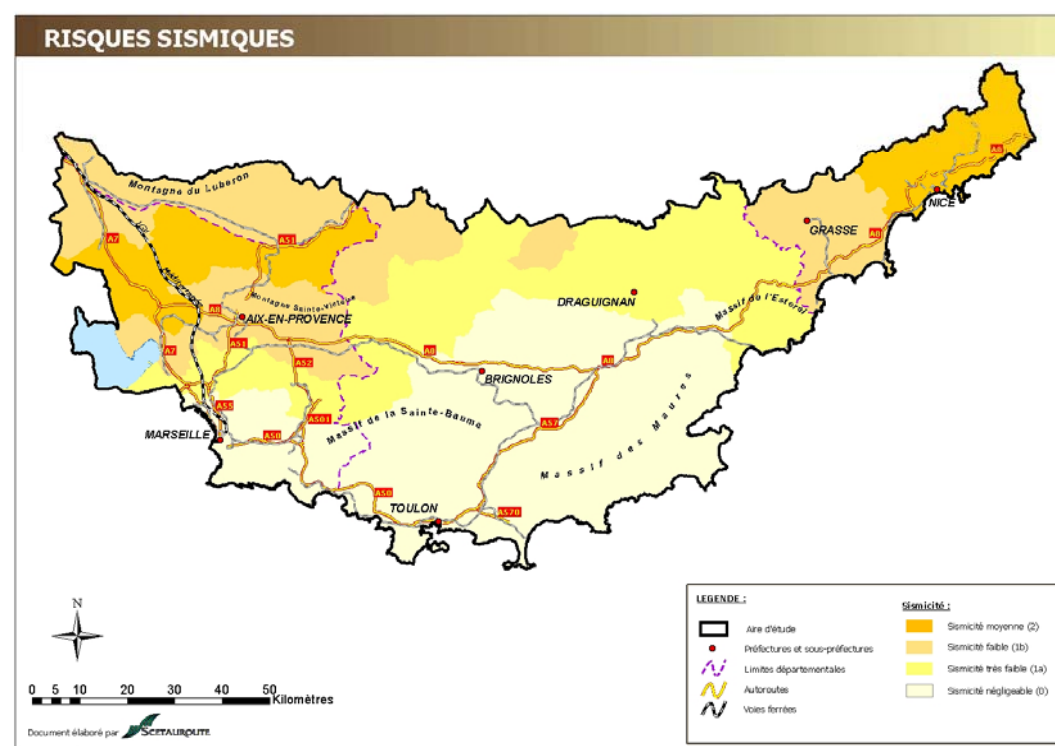 RISQUES SISMIQUES
Montagne du Luberon
A8
NICE
GRASSE
A8
A7
A51
Montagne Sainte-Victoire
DRAGUIGNAN
Massif de l'Esterel
A8
AIX-EN-PROVENCE
A7
A51
A52
A8
A8
BRIGNOLES
A55
A501
Massif de la Sainte-Baume
A57
Massif des Maures
MARSEILLE
A50
A50
TOULON
A570
N
0 5 10 20 30 40 50
Kilomètres
Document élaboré par SCETAUROUTE
LEGENDE :
Aire d'étude
Préfectures et sous-préfectures
Limites départementales
Autoroutes
Voies ferrées
Sismicité :
Sismicité moyenne (2)
Sismicité faible (1b)
Sismicité très faible (1a)
Sismicité négligeable (0)